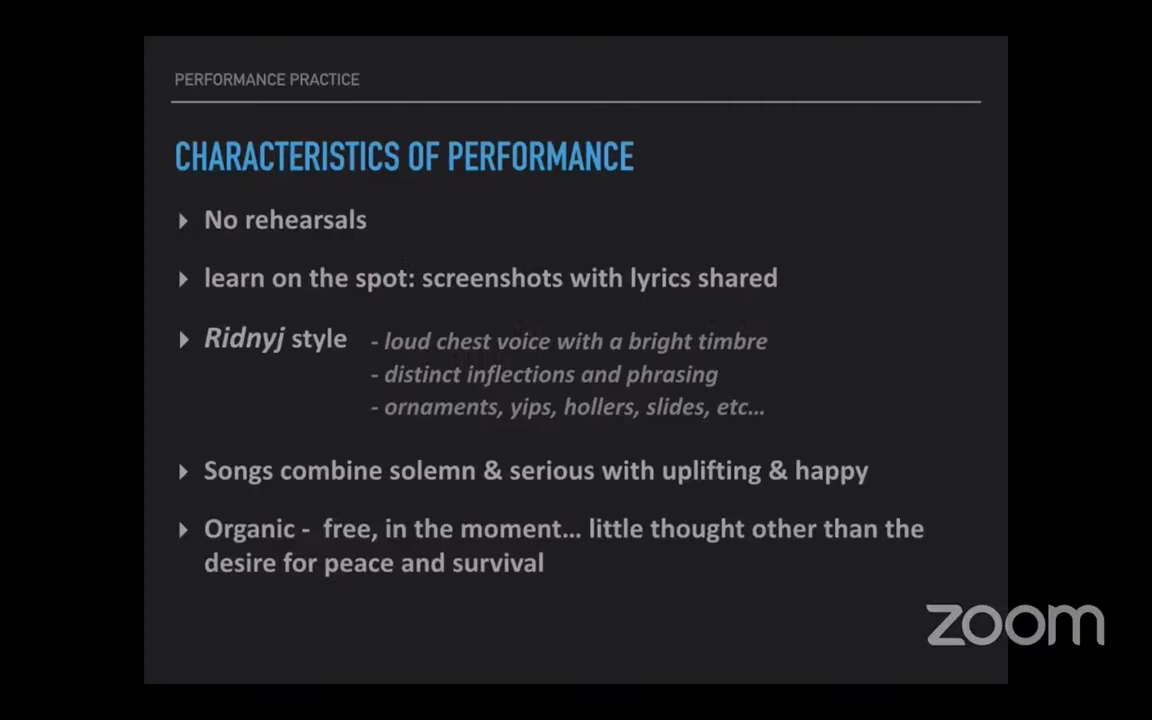 PERFORMANCE PRACTICE
CHARACTERISTICS OF PERFORMANCE
No rehearsals
learn on the spot: screenshots with lyrics shared
Ridnyj style - loud chest voice with a bright timbre
- distinct inflections and phrasing
- ornaments, yips, hollers, slides, etc...
Songs combine solemn & serious with uplifting & happy
Organic - free, in the moment... little thought other than the
desire for peace and survival
zoom